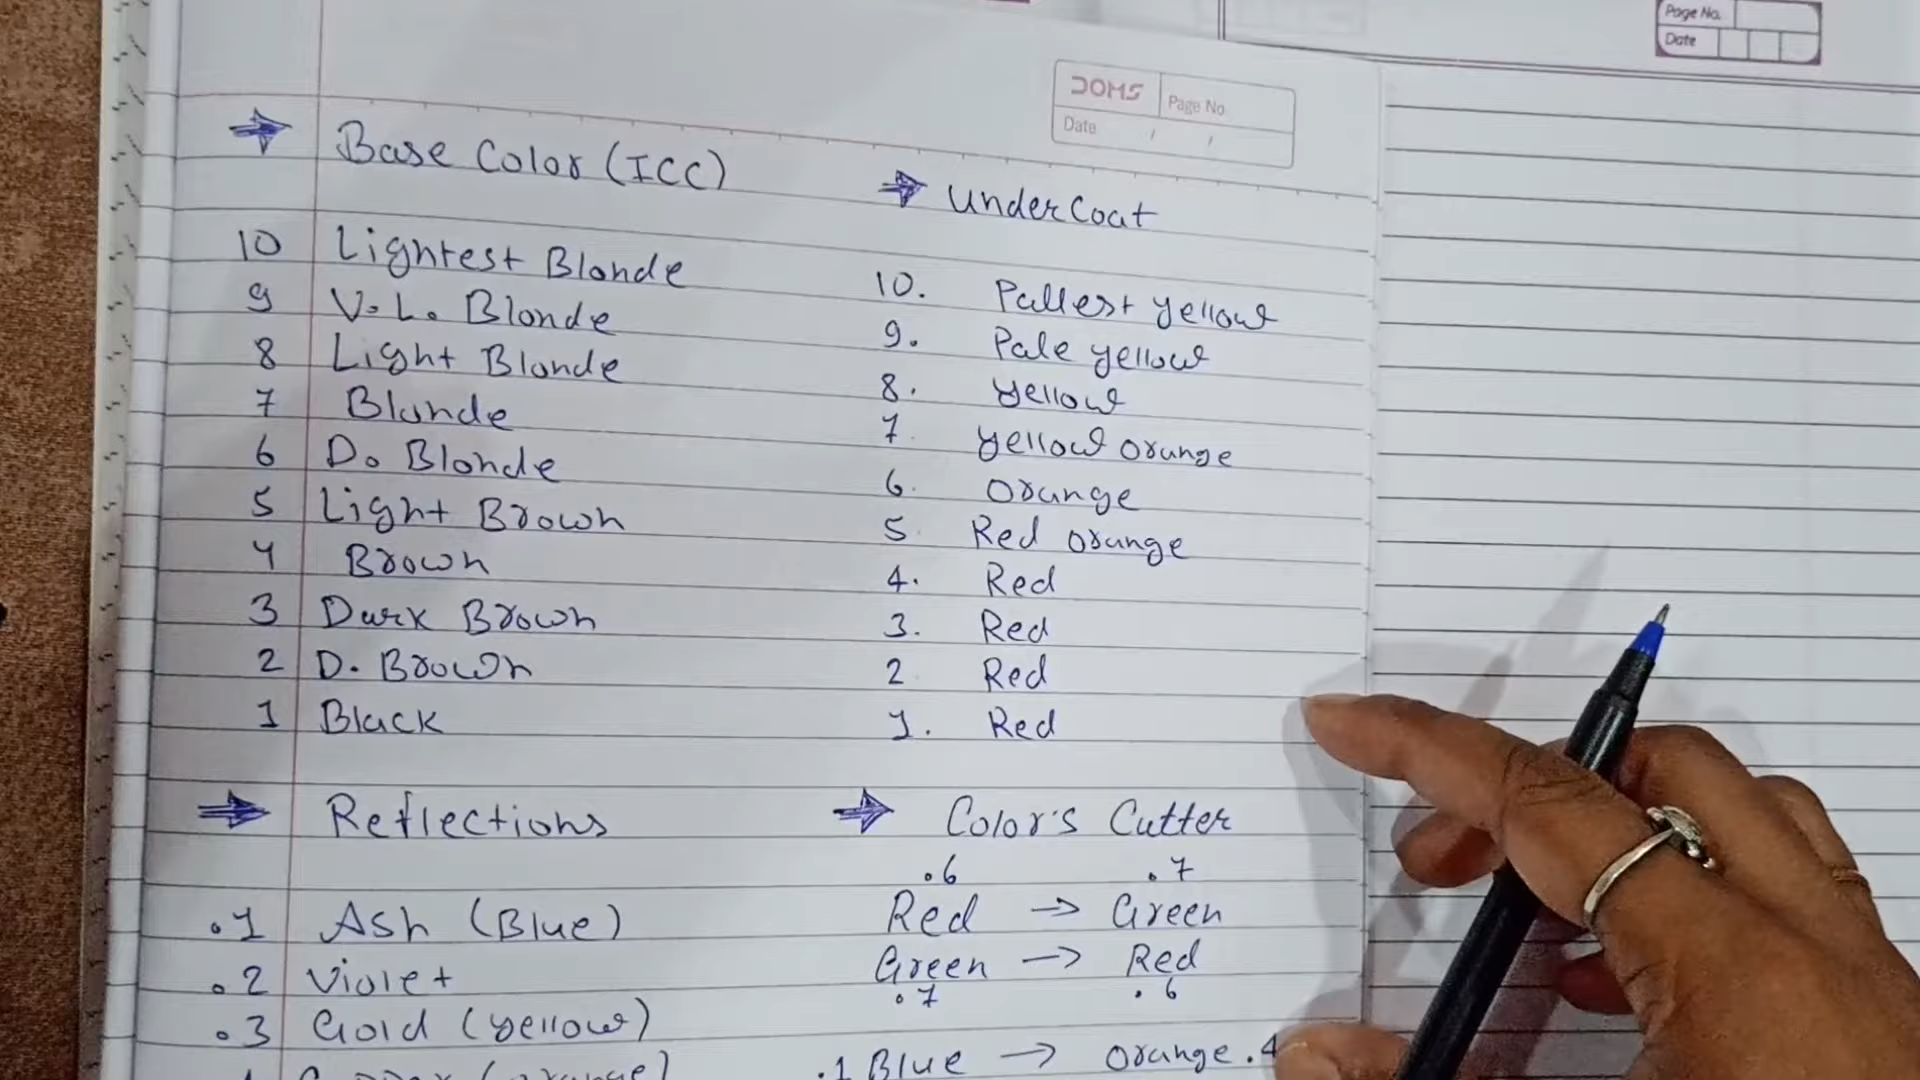 Page No.
Date
DOMS
Page No
Date / /
Base Color (ICC)
10 Lightest Blonde
9 V.L. Blonde
8 Light Blonde
7 Blonde
6 D. Blonde
5 Light Brown
4 Brown
3 Dark Brown
2 D. Brown
1 Black
UnderCoat
10. Pallest yellow
9. Pale yellow
8. yellow
7. yellow orange
6. orange
5. Red orange
4. Red
3. Red
2. Red
1. Red
Reflections
.1 Ash (Blue)
.2 Violet
.3 Gold (yellow)
Color's Cutter
.6 .7
Red → Green
Green → Red
.7 .6
.1 Blue → orange .4